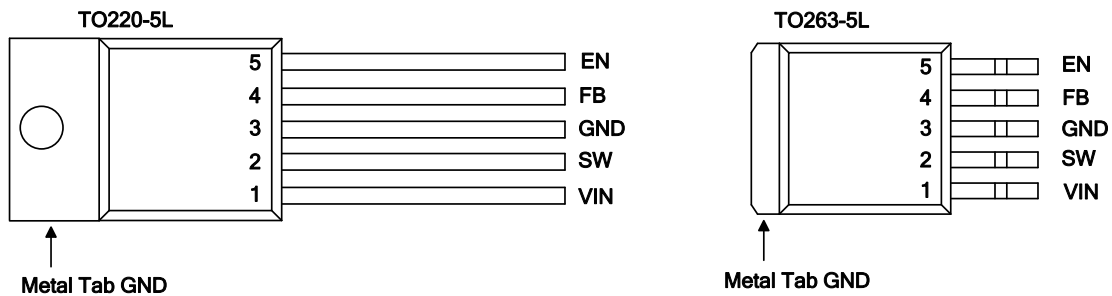 TO220-5L
5 EN
4 FB
3 GND
2 SW
1 VIN
Metal Tab GND
TO263-5L
5 EN
4 FB
3 GND
2 SW
1 VIN
Metal Tab GND